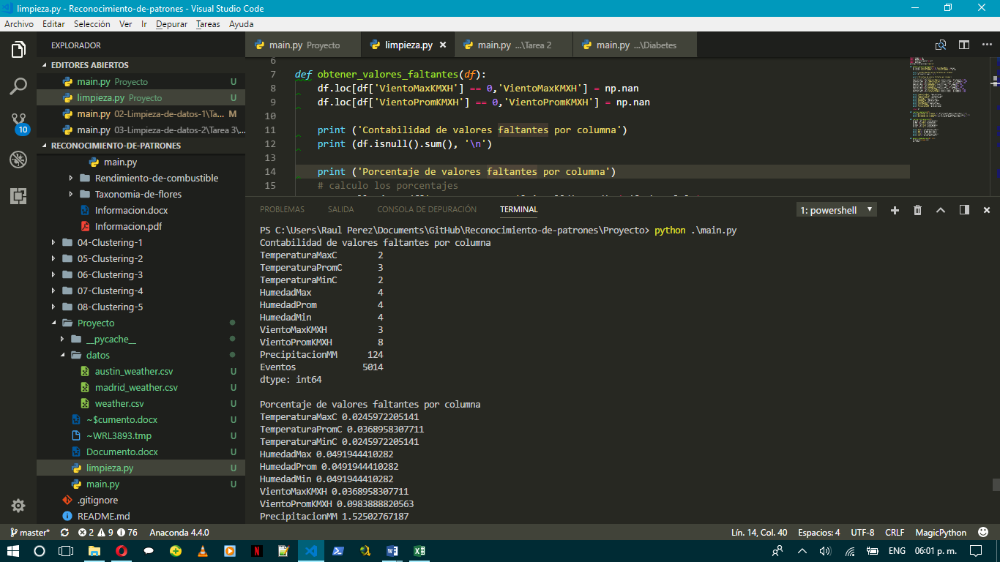 limpieza.py - Reconocimiento-de-patrones - Visual Studio Code
Archivo Editar Selección Ver Ir Depurar Tareas Ayuda
EXPLORADOR
EDITORES ABIERTOS
main.py Proyecto U
limpieza.py Proyecto U
main.py 02-Limpieza-de-datos-1\Ta... M
main.py 03-Limpieza-de-datos-2\Tarea 3\...
RECONOCIMIENTO-DE-PATRONES
main.py
Rendimiento-de-combustible
Taxonomia-de-flores
Informacion.docx
Informacion.pdf
04-Clustering-1
05-Clustering-2
06-Clustering-3
07-Clustering-4
08-Clustering-5
Proyecto
__pycache__
datos
austin_weather.csv U
madrid_weather.csv U
weather.csv U
~$cumento.docx U
~WRL3893.tmp U
Documento.docx U
limpieza.py U
main.py U
.gitignore
README.md
10
main.py Proyecto limpieza.py main.py ...\Tarea 2 main.py ...\Diabetes
6
7 def obtener_valores_faltantes(df):
8 df.loc[df['VientoMaxKMXH'] == 0,'VientoMaxKMXH'] = np.nan
9 df.loc[df['VientoPromKMXH'] == 0,'VientoPromKMXH'] = np.nan
10
11 print ('Contabilidad de valores faltantes por columna')
12 print (df.isnull().sum(), '\n')
13
14 print ('Porcentaje de valores faltantes por columna')
15 # calculo los porcentajes
PROBLEMAS SALIDA CONSOLA DE DEPURACIÓN TERMINAL 1: powershell
PS C:\Users\Raul Perez\Documents\GitHub\Reconocimiento-de-patrones\Proyecto> python .\main.py
Contabilidad de valores faltantes por columna
TemperaturaMaxC 2
TemperaturaPromC 3
TemperaturaMinC 2
HumedadMax 4
HumedadProm 4
HumedadMin 4
VientoMaxKMXH 3
VientoPromKMXH 8
PrecipitacionMM 124
Eventos 5014
dtype: int64
Porcentaje de valores faltantes por columna
TemperaturaMaxC 0.0245972205141
TemperaturaPromC 0.0368958307711
TemperaturaMinC 0.0245972205141
HumedadMax 0.0491944410282
HumedadProm 0.0491944410282
HumedadMin 0.0491944410282
VientoMaxKMXH 0.0368958307711
VientoPromKMXH 0.0983888820563
PrecipitacionMM 1.52502767187
master* 2 9 76 Anaconda 4.4.0 Lín. 14, Col. 40 Espacios: 4 UTF-8 CRLF MagicPython
ENG 06:01 p. m.